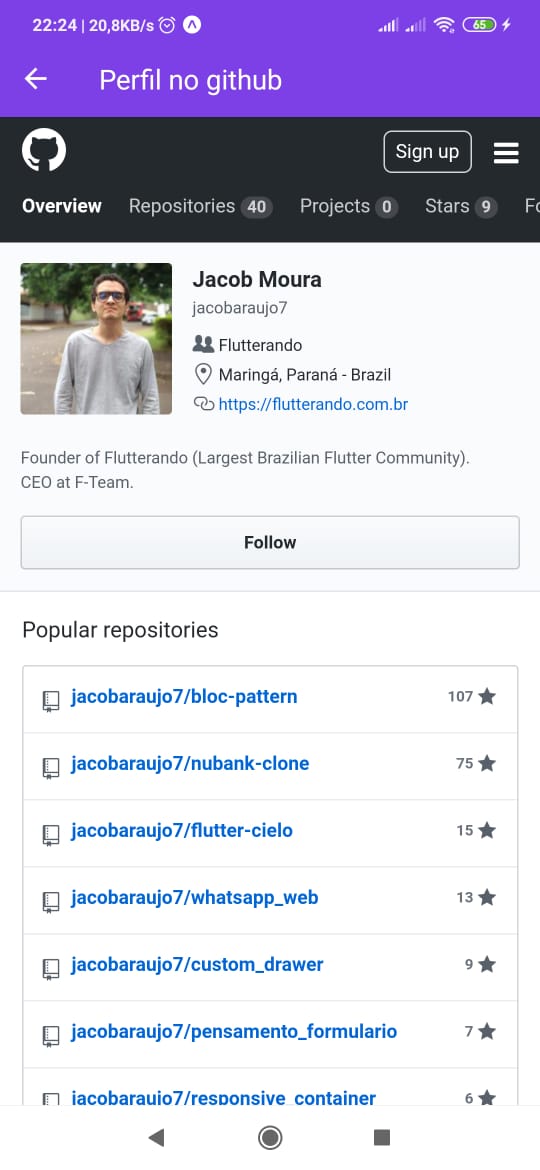 22:24 | 20,8KB/s
65
Perfil no github
Sign up
Overview Repositories 40 Projects 0 Stars 9 Fo
Jacob Moura
jacobaraujo7
Flutterando
Maringá, Paraná - Brazil
https://flutterando.com.br
Founder of Flutterando (Largest Brazilian Flutter Community).
CEO at F-Team.
Follow
Popular repositories
jacobaraujo7/bloc-pattern 107
jacobaraujo7/nubank-clone 75
jacobaraujo7/flutter-cielo 15
jacobaraujo7/whatsapp_web 13
jacobaraujo7/custom_drawer 9
jacobaraujo7/pensamento_formulario 7
jacobaraujo7/responsive_container 6